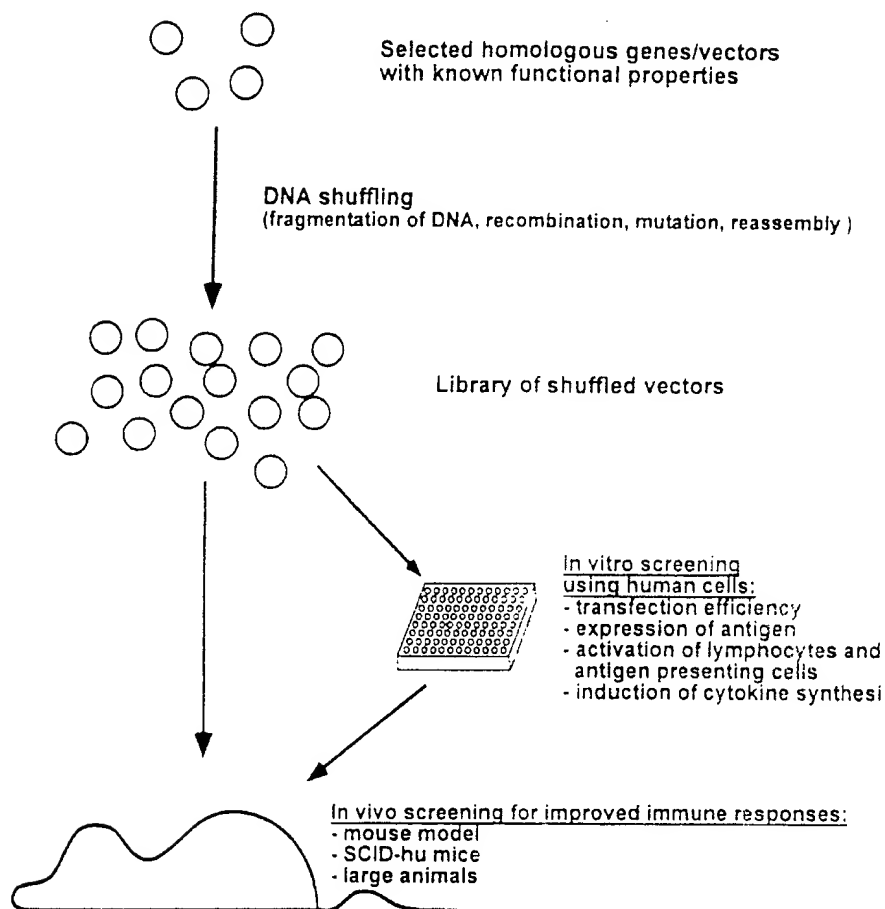 Selected homologous genes/vectors
with known functional properties
DNA shuffling
(fragmentation of DNA, recombination, mutation, reassembly )
Library of shuffled vectors
In vitro screening
using human cells:
- transfection efficiency
- expression of antigen
- activation of lymphocytes and
antigen presenting cells
- induction of cytokine synthesi
In vivo screening for improved immune responses:
- mouse model
- SCID-hu mice
- large animals